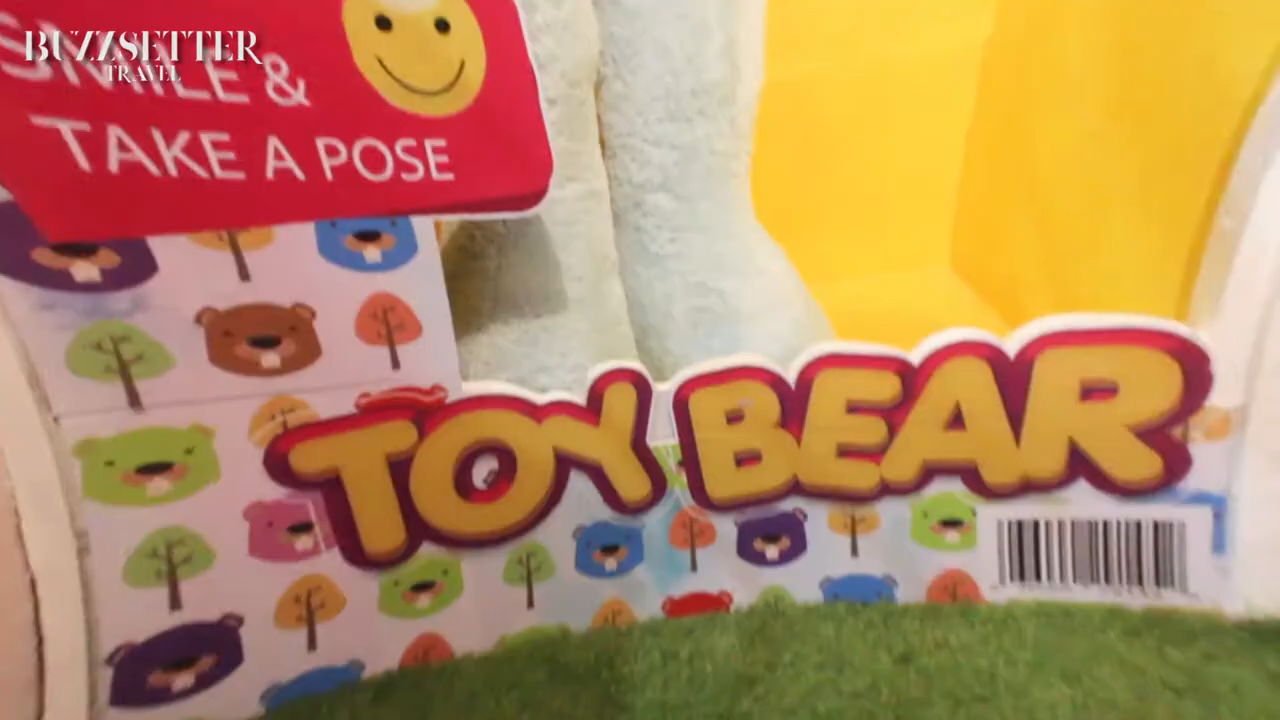 BUZZSETTER
TRAVEL
SMILE &
TAKE A POSE
TOY BEAR